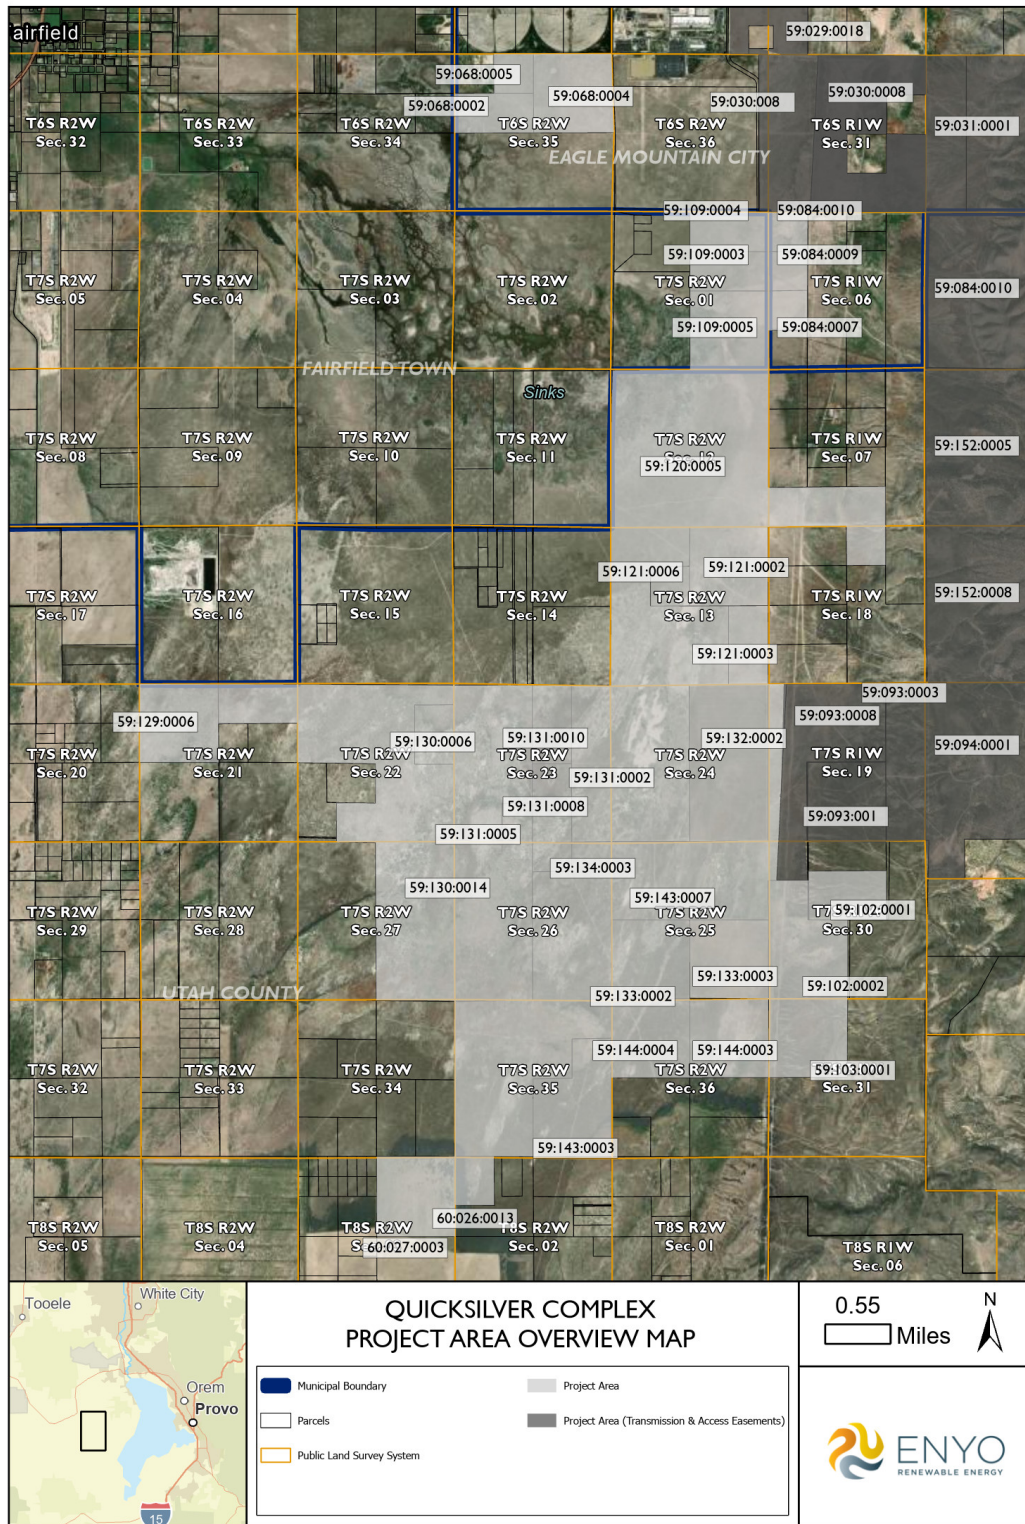 airfield
59:029:0018
59:068:0005
59:068:0002
59:068:0004
59:030:008
59:030:0008
T6S R2W
Sec. 32
T6S R2W
Sec. 33
T6S R2W
Sec. 34
T6S R2W
Sec. 35
T6S R2W
Sec. 36
T6S R1W
Sec. 31
59:031:0001
EAGLE MOUNTAIN CITY
59:109:0004
59:084:0010
59:109:0003
59:084:0009
T7S R2W
Sec. 05
T7S R2W
Sec. 04
T7S R2W
Sec. 03
T7S R2W
Sec. 02
T7S R2W
Sec. 01
T7S R1W
Sec. 06
59:084:0010
59:109:0005
59:084:0007
FAIRFIELD TOWN
Sinks
T7S R2W
Sec. 08
T7S R2W
Sec. 09
T7S R2W
Sec. 10
T7S R2W
Sec. 11
T7S R2W
Sec. 12
59:120:0005
T7S R1W
Sec. 07
59:152:0005
59:121:0006
59:121:0002
T7S R2W
Sec. 17
T7S R2W
Sec. 16
T7S R2W
Sec. 15
T7S R2W
Sec. 14
T7S R2W
Sec. 13
T7S R1W
Sec. 18
59:152:0008
59:121:0003
59:093:0003
59:129:0006
59:093:0008
59:130:0006
59:131:0010
59:132:0002
59:094:0001
T7S R2W
Sec. 20
T7S R2W
Sec. 21
T7S R2W
Sec. 22
T7S R2W
Sec. 23
T7S R2W
Sec. 24
T7S R1W
Sec. 19
59:131:0002
59:131:0008
59:093:001
59:131:0005
59:134:0003
59:130:0014
59:143:0007
59:102:0001
T7S R2W
Sec. 29
T7S R2W
Sec. 28
T7S R2W
Sec. 27
T7S R2W
Sec. 26
T7S R2W
Sec. 25
Sec. 30
59:133:0003
59:102:0002
UTAH COUNTY
59:133:0002
59:144:0004
59:144:0003
59:103:0001
T7S R2W
Sec. 32
T7S R2W
Sec. 33
T7S R2W
Sec. 34
T7S R2W
Sec. 35
T7S R2W
Sec. 36
Sec. 31
59:143:0003
60:026:0013
60:027:0003
T8S R2W
Sec. 05
T8S R2W
Sec. 04
T8S R2W
T8S R2W
Sec. 02
T8S R2W
Sec. 01
T8S R1W
Sec. 06
Tooele
White City
Orem
Provo
15
QUICKSILVER COMPLEX
PROJECT AREA OVERVIEW MAP
Municipal Boundary
Parcels
Public Land Survey System
Project Area
Project Area (Transmission & Access Easements)
0.55
Miles
N
ENYO
RENEWABLE ENERGY